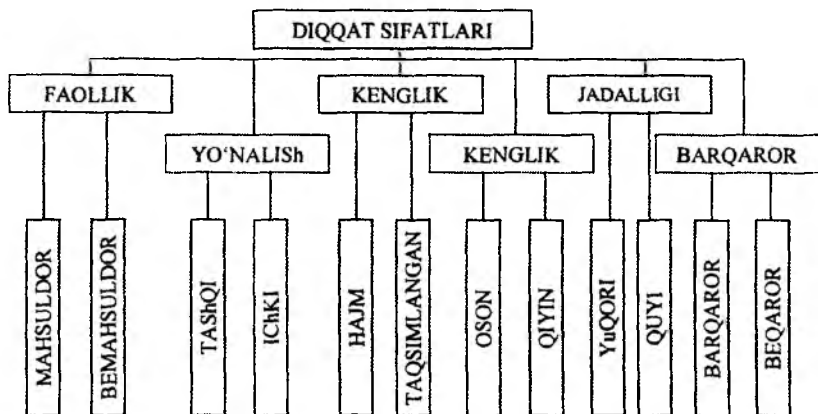 DIQQAT SIFATLARI
FAOLLIK
KENGLIK
JADALLIGI
YO‘NALISh
KENGLIK
BARQAROR
MAHSULDOR
BEMAHSULDOR
TAShQI
IChKI
HAJM
TAQSIMLANGAN
OSON
QIYIN
YuQORI
QUYI
BARQAROR
BEQAROR